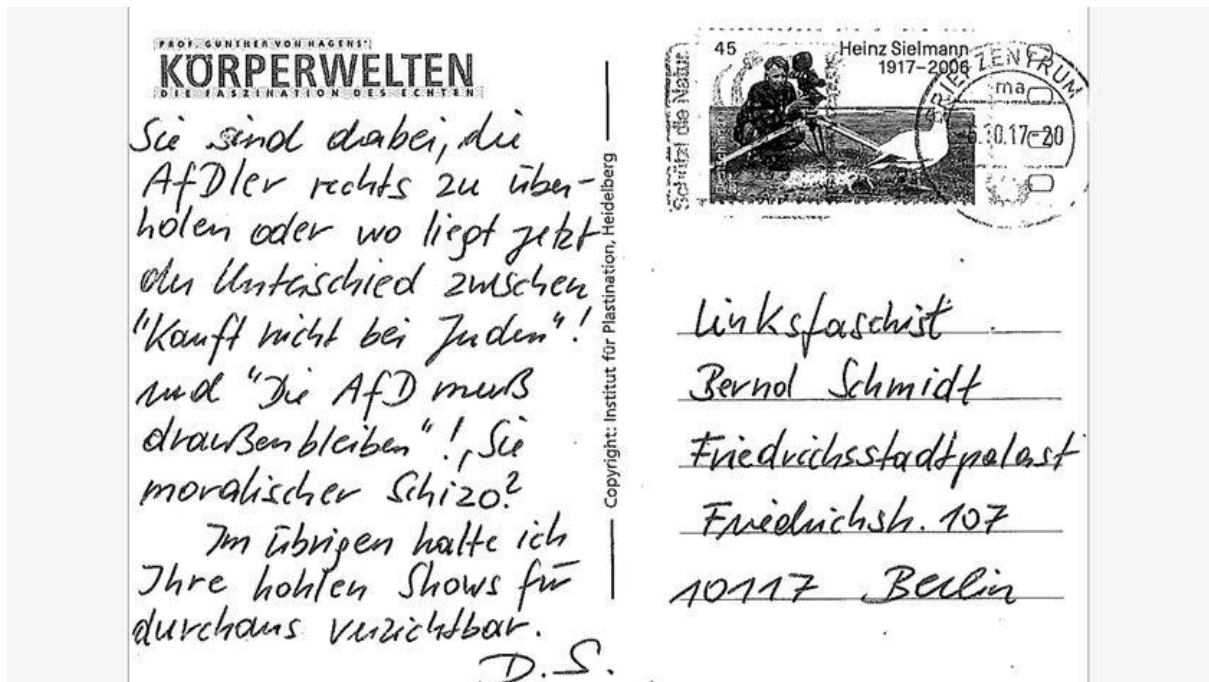 PROF. GUNTHER VON HAGENS'
KÖRPERWELTEN
DIE FASZINATION DES ECHTEN
Sie sind dabei, die
AfDler rechts zu über-
holen oder wo liegt jetzt
der Unterschied zwischen
"Kauft nicht bei Juden"!
und "Die AfD muß
draußenbleiben"!, Sie
moralischer Schizo?
Im übrigen halte ich
Ihre hohlen Shows für
durchaus verzichtbar.
D.S.
Copyright: Institut für Plastination, Heidelberg
45
Heinz Sielmann
1917–2006
Schützt die Natur
BRIEFZENTRUM
ma
6.10.17-20
Linksfaschist
Bernd Schmidt
Friedrichsstadtpalast
Friedrichstr. 107
10117 Berlin